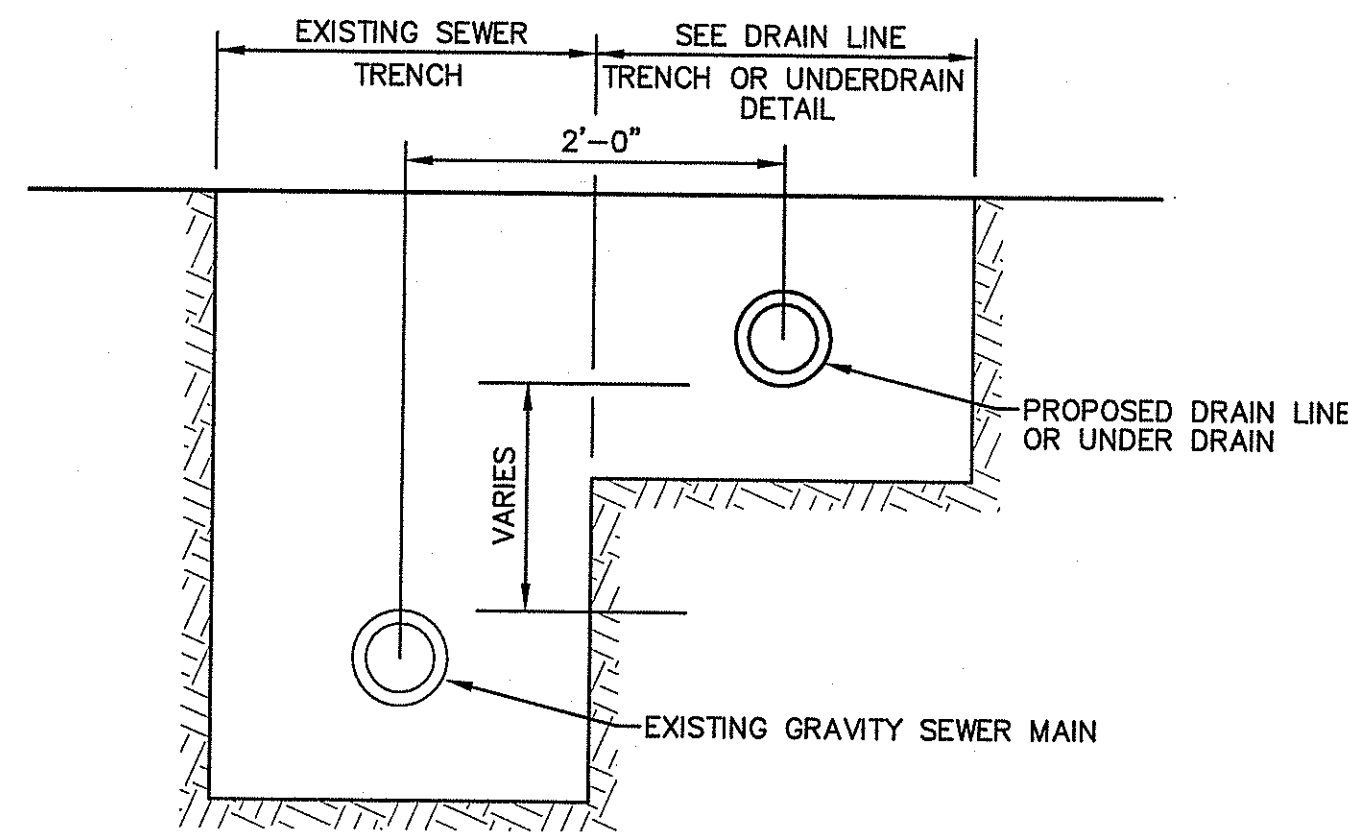 EXISTING SEWER
TRENCH
SEE DRAIN LINE
TRENCH OR UNDERDRAIN
DETAIL
2'-0"
VARIES
PROPOSED DRAIN LINE
OR UNDER DRAIN
EXISTING GRAVITY SEWER MAIN